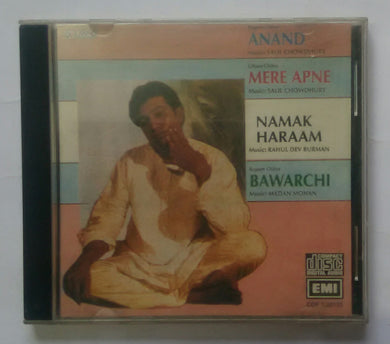 ANAND
Music: SALIL CHOWDHURY
MERE APNE
Music: SALIL CHOWDHURY
NAMAK
HARAAM
Music: RAHUL DEV BURMAN
BAWARCHI
Music: MADAN MOHAN
COMPACT
disc
DIGITAL AUDIO
EMI